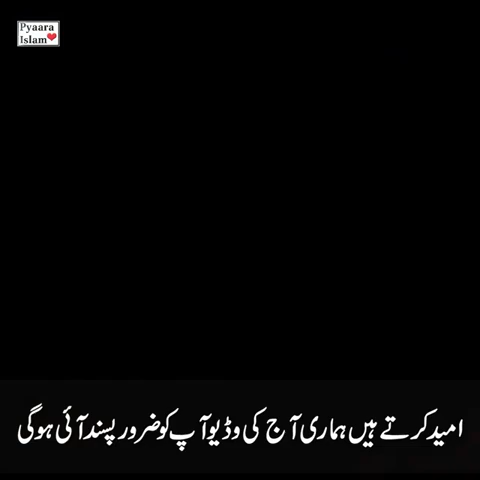 Pyaara
Islam
امید کرتے ہیں ہماری آج کی وڈیو آپ کو ضرور پسند آئی ہوگی